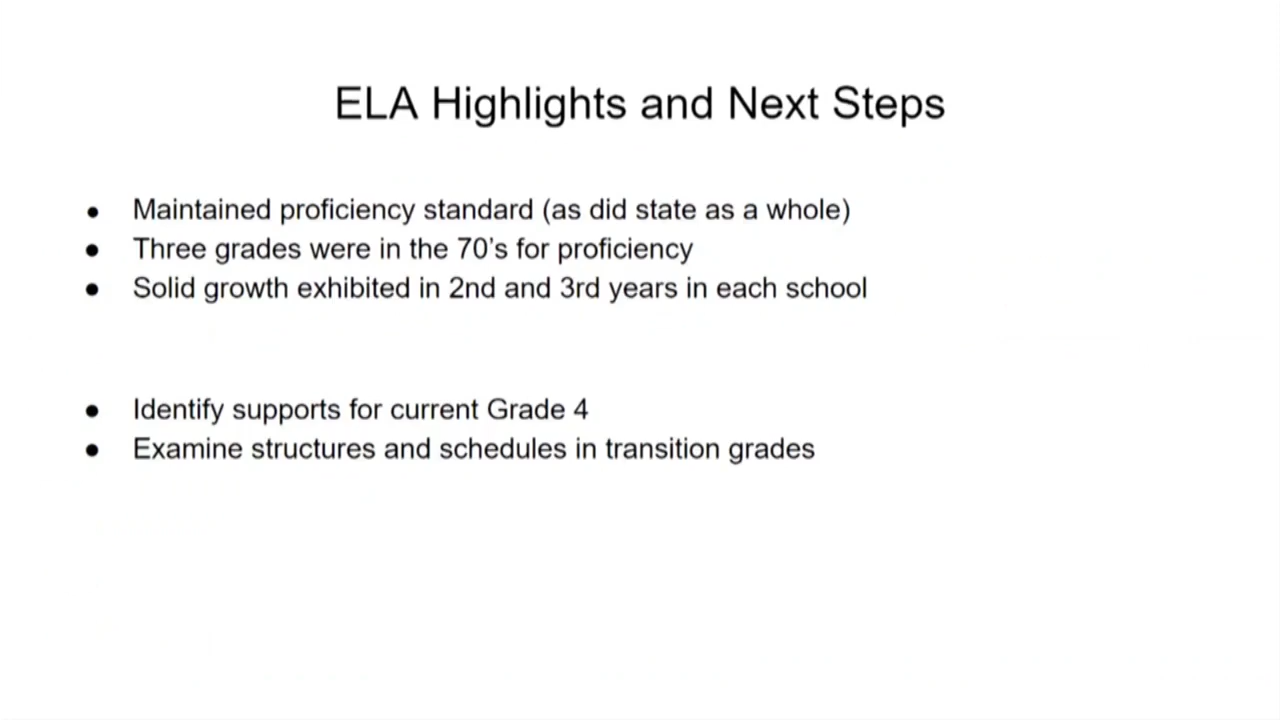 ELA Highlights and Next Steps
● Maintained proficiency standard (as did state as a whole)
● Three grades were in the 70’s for proficiency
● Solid growth exhibited in 2nd and 3rd years in each school
● Identify supports for current Grade 4
● Examine structures and schedules in transition grades